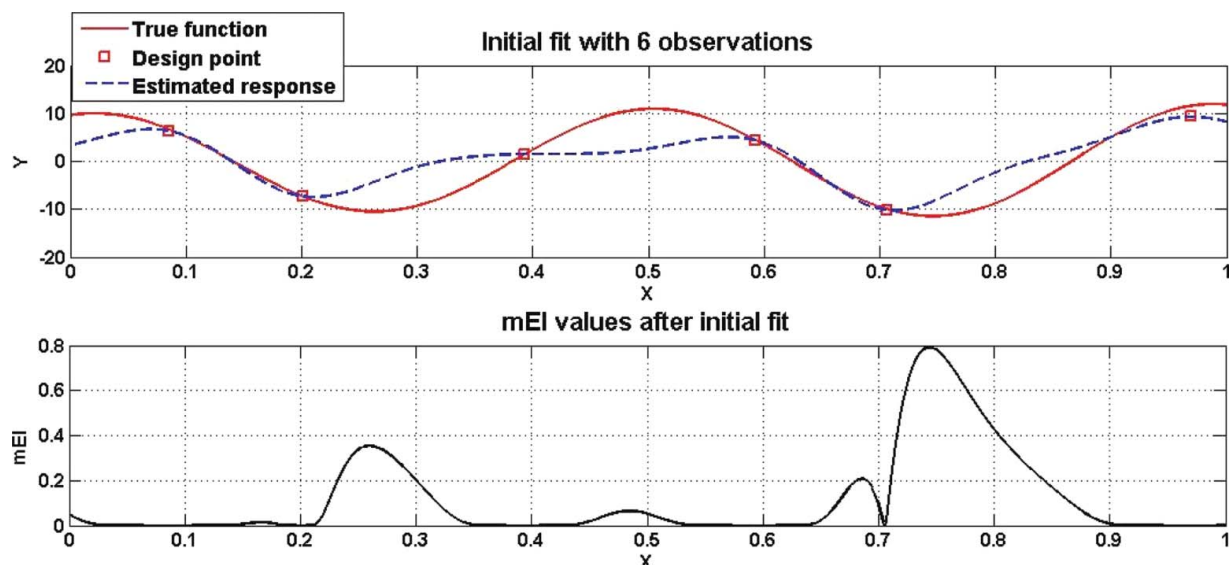 True function
Design point
Estimated response
Initial fit with 6 observations
20
10
0
-10
-20
Y
0 0.1 0.2 0.3 0.4 0.5 0.6 0.7 0.8 0.9 1
X
mEI values after initial fit
0.8
0.6
0.4
0.2
0
mEI
0 0.1 0.2 0.3 0.4 0.5 0.6 0.7 0.8 0.9 1
X